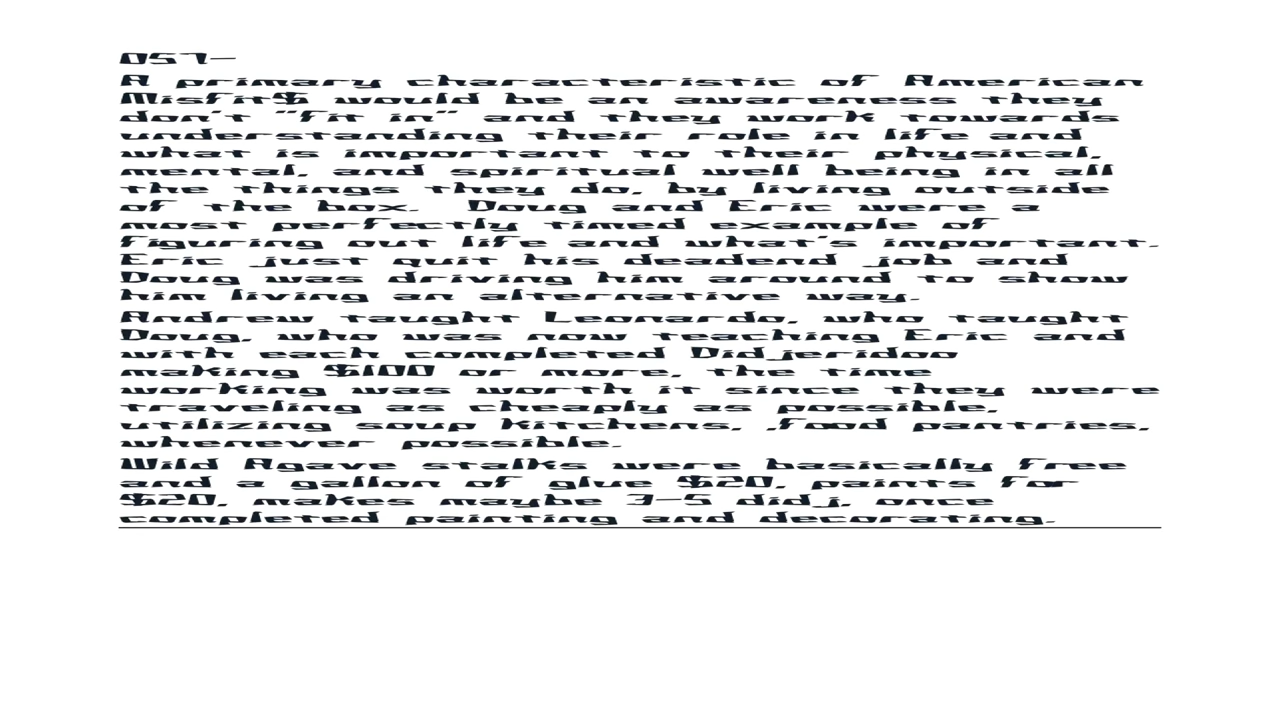 057-
A primary characteristic of American
Misfit$ would be an awareness they
don't "fit in" and they work towards
understanding their role in life and
what is important to their physical,
mental, and spiritual well being in all
the things they do, by living outside
of the box.  Doug and Eric were a
most perfectly timed example of
figuring out life and what's important.
Eric just quit his deadend job and
Doug was driving him around to show
him living an alternative way.
Andrew taught Leonardo, who taught
Doug, who was now teaching Eric and
with each completed Didjeridoo
making $100 or more, the time
working was worth it since they were
traveling as cheaply as possible,
utilizing soup kitchens, ,food pantries,
whenever possible.
Wild Agave stalks were basically free
and a gallon of glue $20, paints for
$20, makes maybe 3-5 didj, once
completed painting and decorating.